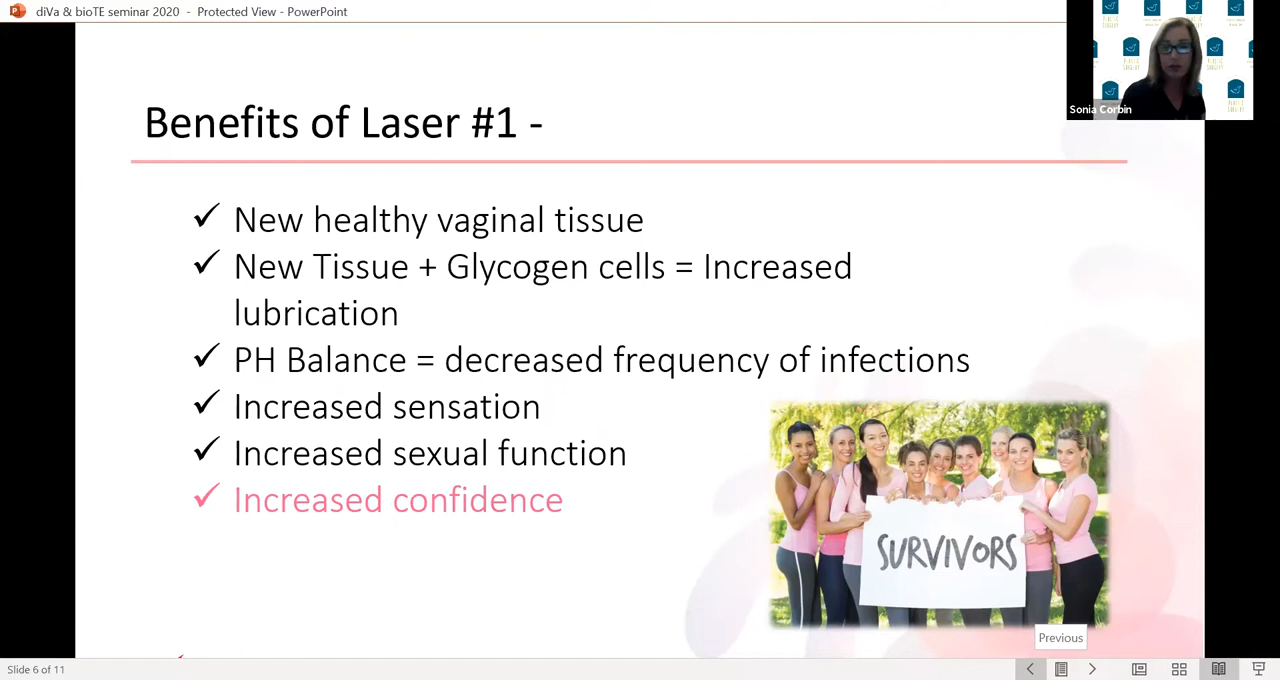 diVa & bioTE seminar 2020 - Protected View - PowerPoint
Sonia Corbin
Benefits of Laser #1 -
✓ New healthy vaginal tissue
✓ New Tissue + Glycogen cells = Increased
lubrication
✓ PH Balance = decreased frequency of infections
✓ Increased sensation
✓ Increased sexual function
✓ Increased confidence
SURVIVORS
Previous
Slide 6 of 11